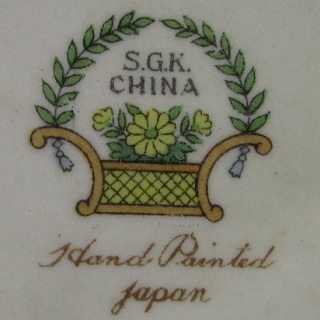 S.G.K.
CHINA
Hand Painted
Japan